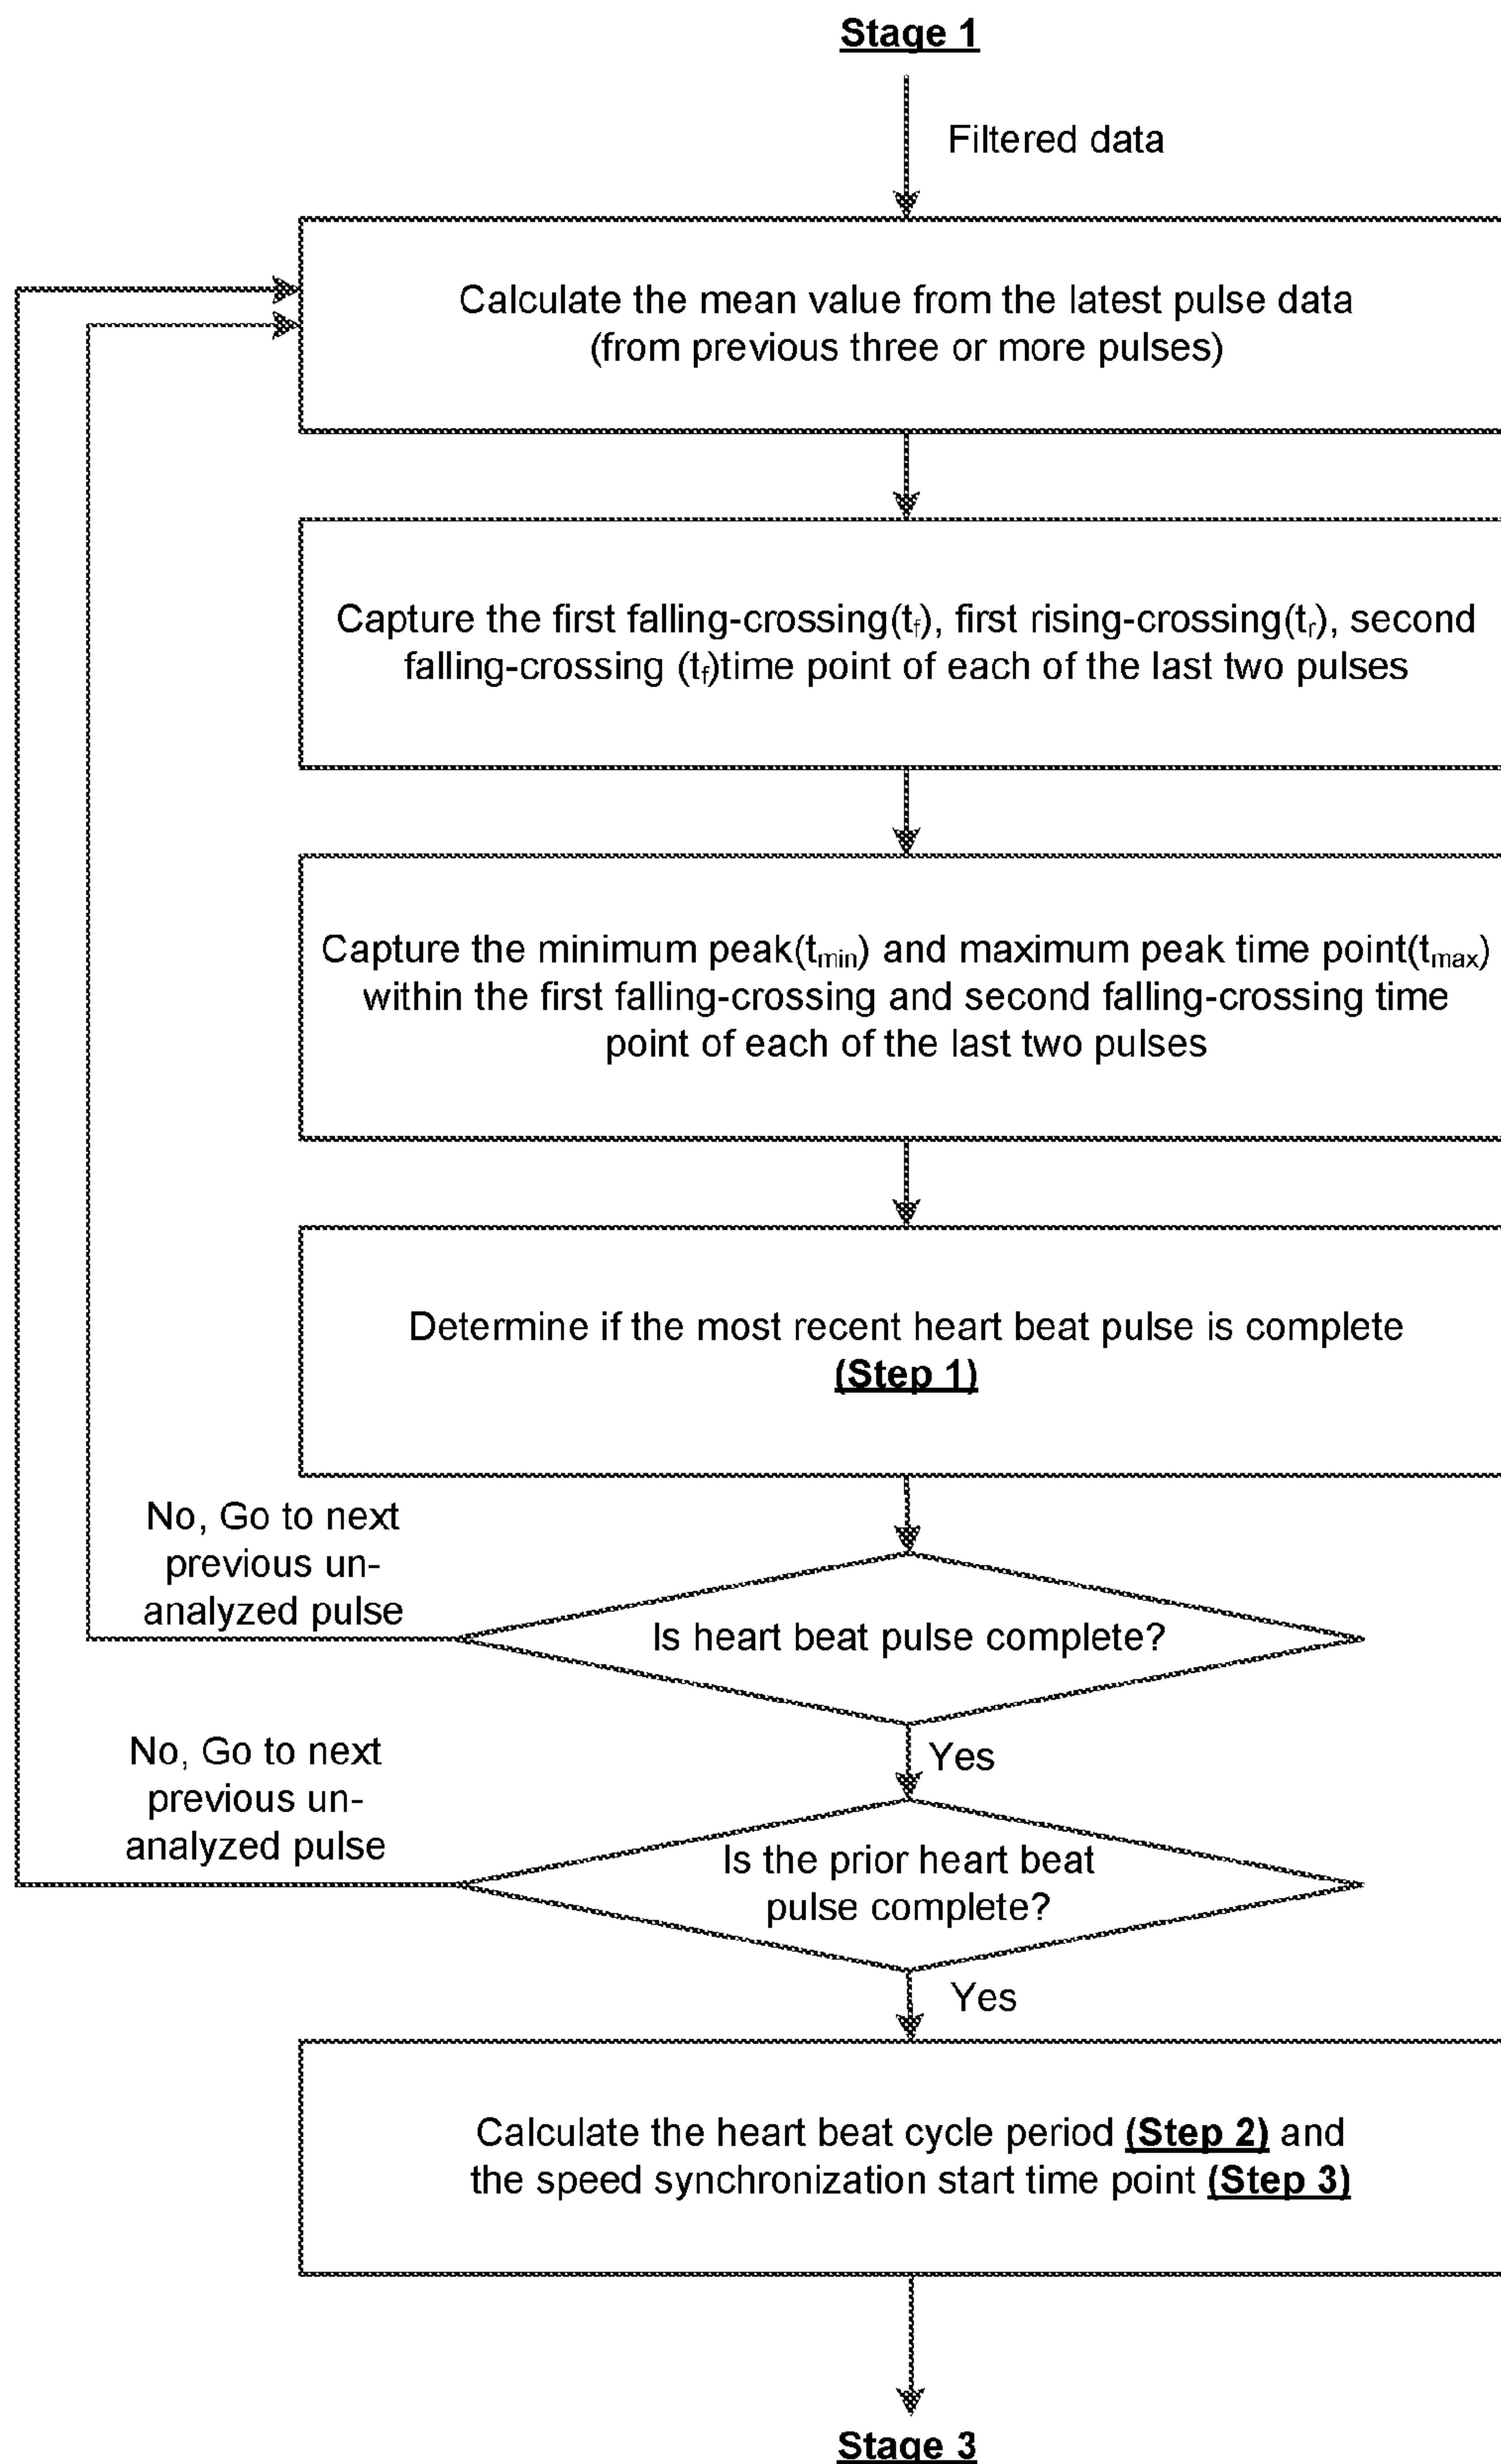 Stage 1
Filtered data
Calculate the mean value from the latest pulse data
(from previous three or more pulses)
Capture the first falling-crossing(tf), first rising-crossing(tr), second
falling-crossing (tf)time point of each of the last two pulses
Capture the minimum peak(tmin) and maximum peak time point(tmax)
within the first falling-crossing and second falling-crossing time
point of each of the last two pulses
Determine if the most recent heart beat pulse is complete
(Step 1)
No, Go to next
previous un-
analyzed pulse
Is heart beat pulse complete?
Yes
No, Go to next
previous un-
analyzed pulse
Is the prior heart beat
pulse complete?
Yes
Calculate the heart beat cycle period (Step 2) and
the speed synchronization start time point (Step 3)
Stage 3